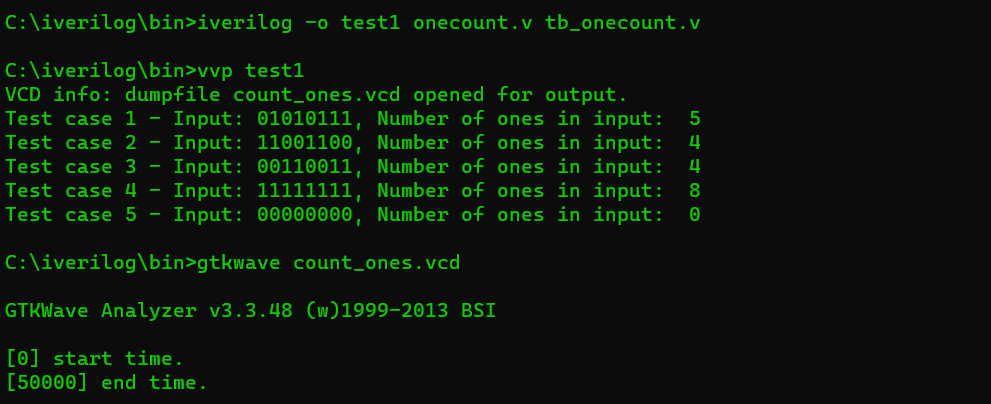 C:\iverilog\bin>iverilog -o test1 onecount.v tb_onecount.v
C:\iverilog\bin>vvp test1
VCD info: dumpfile count_ones.vcd opened for output.
Test case 1 - Input: 01010111, Number of ones in input:  5
Test case 2 - Input: 11001100, Number of ones in input:  4
Test case 3 - Input: 00110011, Number of ones in input:  4
Test case 4 - Input: 11111111, Number of ones in input:  8
Test case 5 - Input: 00000000, Number of ones in input:  0
C:\iverilog\bin>gtkwave count_ones.vcd
GTKWave Analyzer v3.3.48 (w)1999-2013 BSI
[0] start time.
[50000] end time.